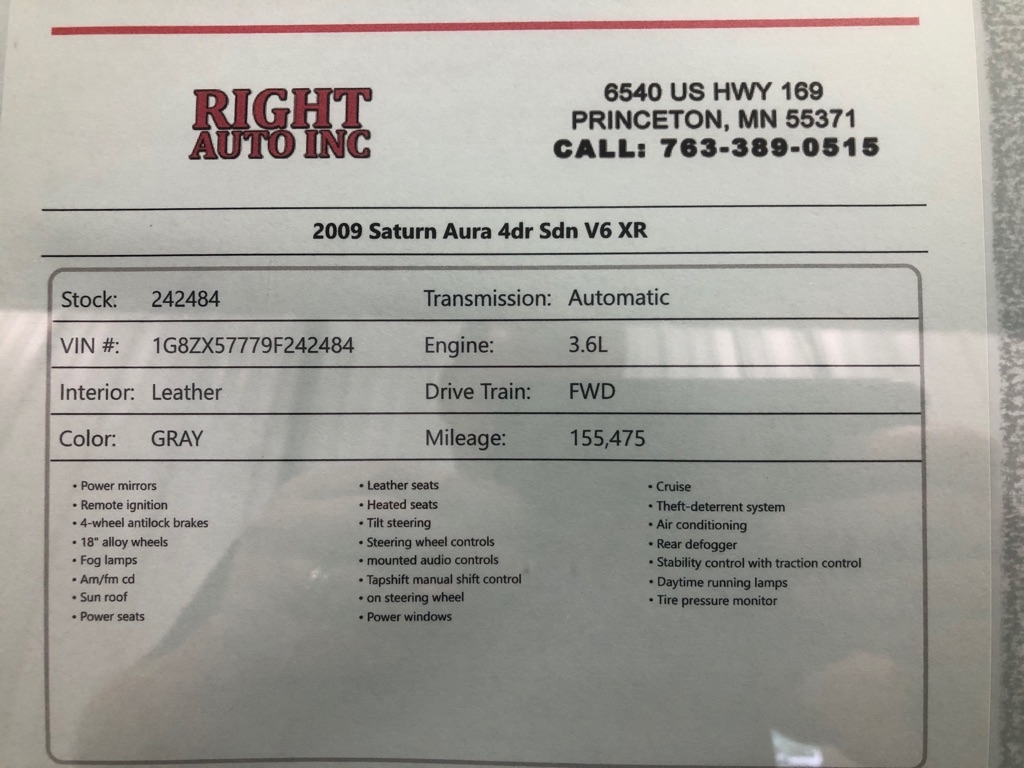 RIGHT
AUTO INC
6540 US HWY 169
PRINCETON, MN 55371
CALL: 763-389-0515
2009 Saturn Aura 4dr Sdn V6 XR
Stock: 242484 Transmission: Automatic
VIN #: 1G8ZX57779F242484 Engine: 3.6L
Interior: Leather Drive Train: FWD
Color: GRAY Mileage: 155,475
• Power mirrors
• Remote ignition
• 4-wheel antilock brakes
• 18" alloy wheels
• Fog lamps
• Am/fm cd
• Sun roof
• Power seats
• Leather seats
• Heated seats
• Tilt steering
• Steering wheel controls
• mounted audio controls
• Tapshift manual shift control
• on steering wheel
• Power windows
• Cruise
• Theft-deterrent system
• Air conditioning
• Rear defogger
• Stability control with traction control
• Daytime running lamps
• Tire pressure monitor